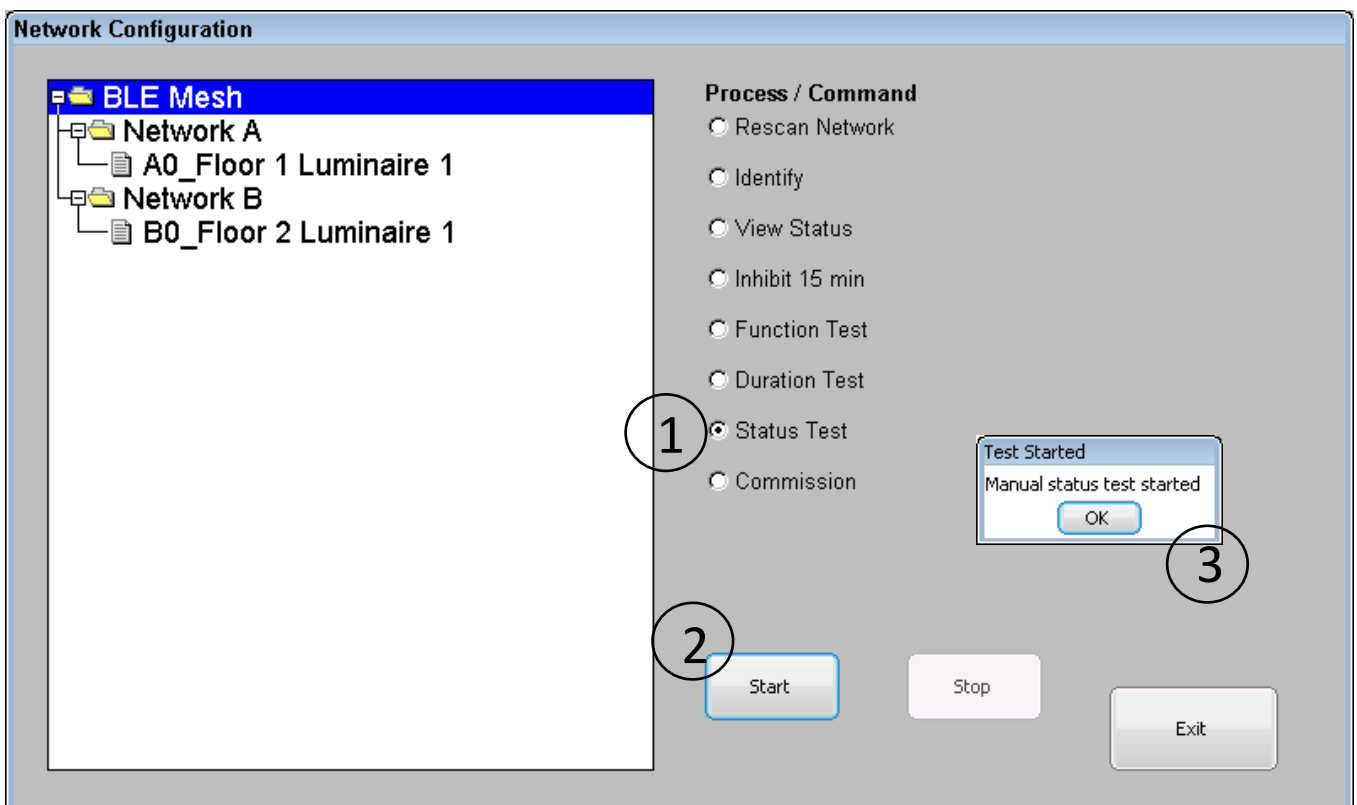 Network Configuration
BLE Mesh
Network A
A0_Floor 1 Luminaire 1
Network B
B0_Floor 2 Luminaire 1
Process / Command
Rescan Network
Identify
View Status
Inhibit 15 min
Function Test
Duration Test
1
Status Test
Commission
Test Started
Manual status test started
OK
3
2
Start
Stop
Exit